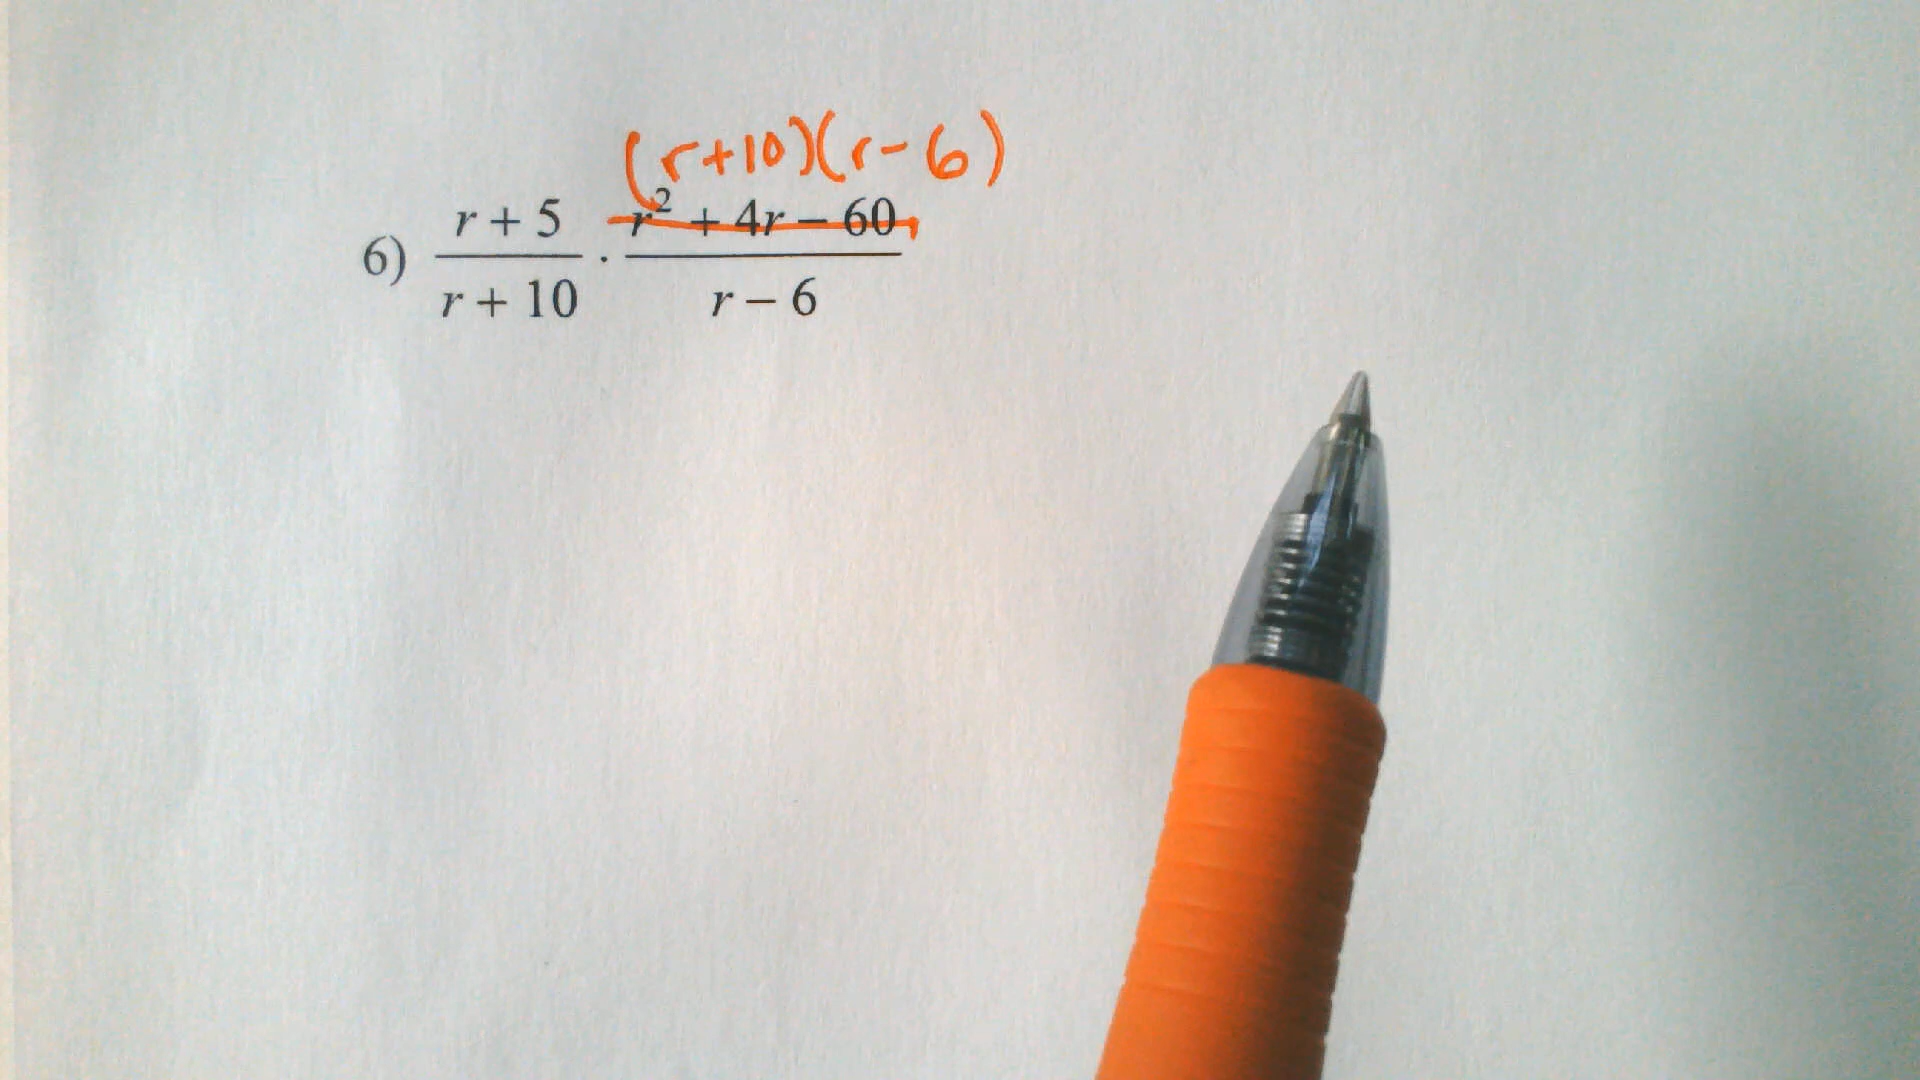 (r+10)(r-6)
6) r + 5 / r + 10 · r² + 4r − 60 / r − 6